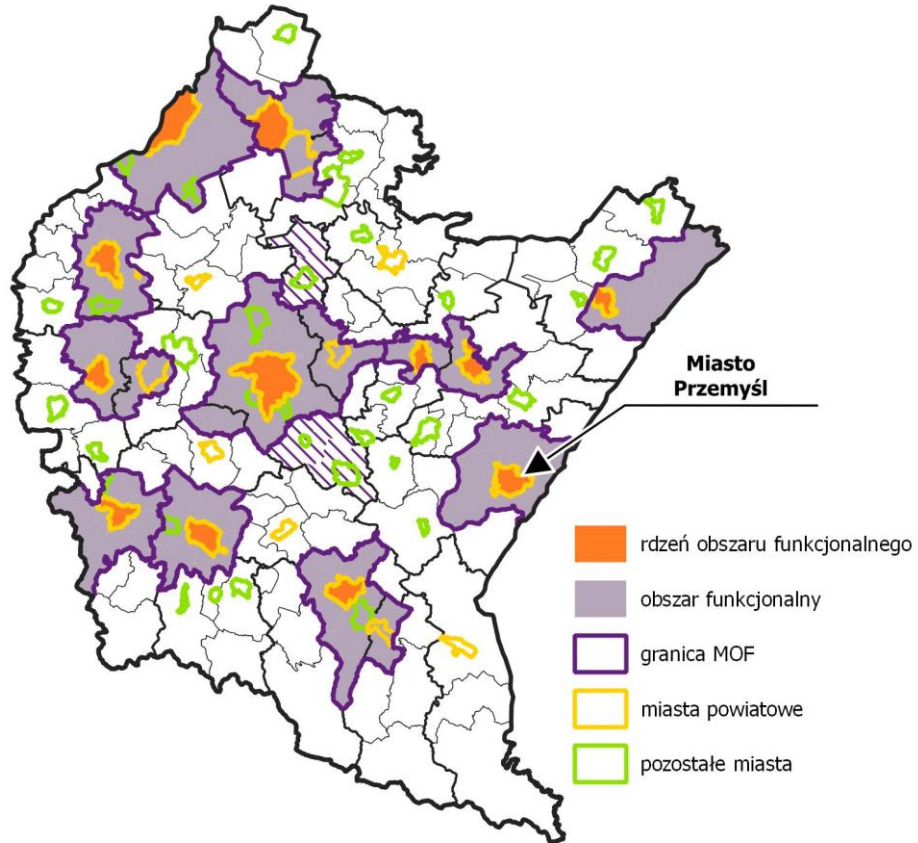 Miasto
Przemyśl
rdzeń obszaru funkcjonalnego
obszar funkcjonalny
granica MOF
miasta powiatowe
pozostałe miasta